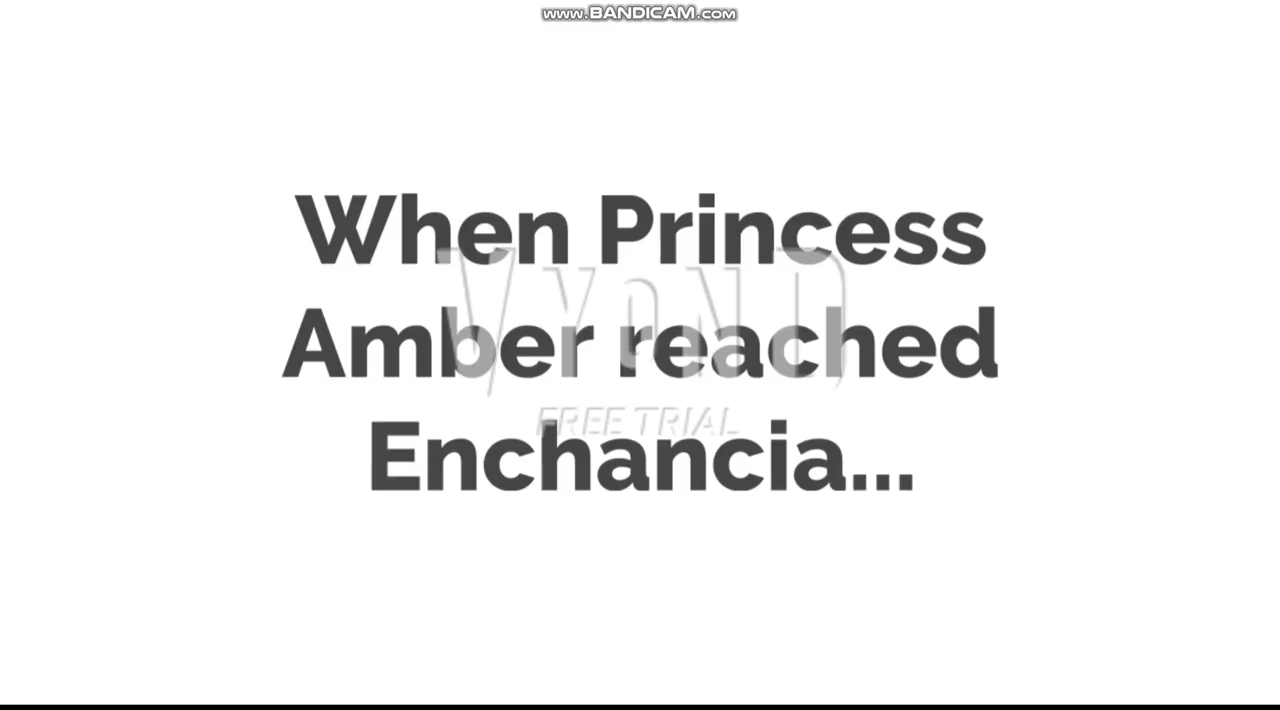 www.BANDICAM.com
When Princess
Amber reached
Enchancia...
VYOND
FREE TRIAL